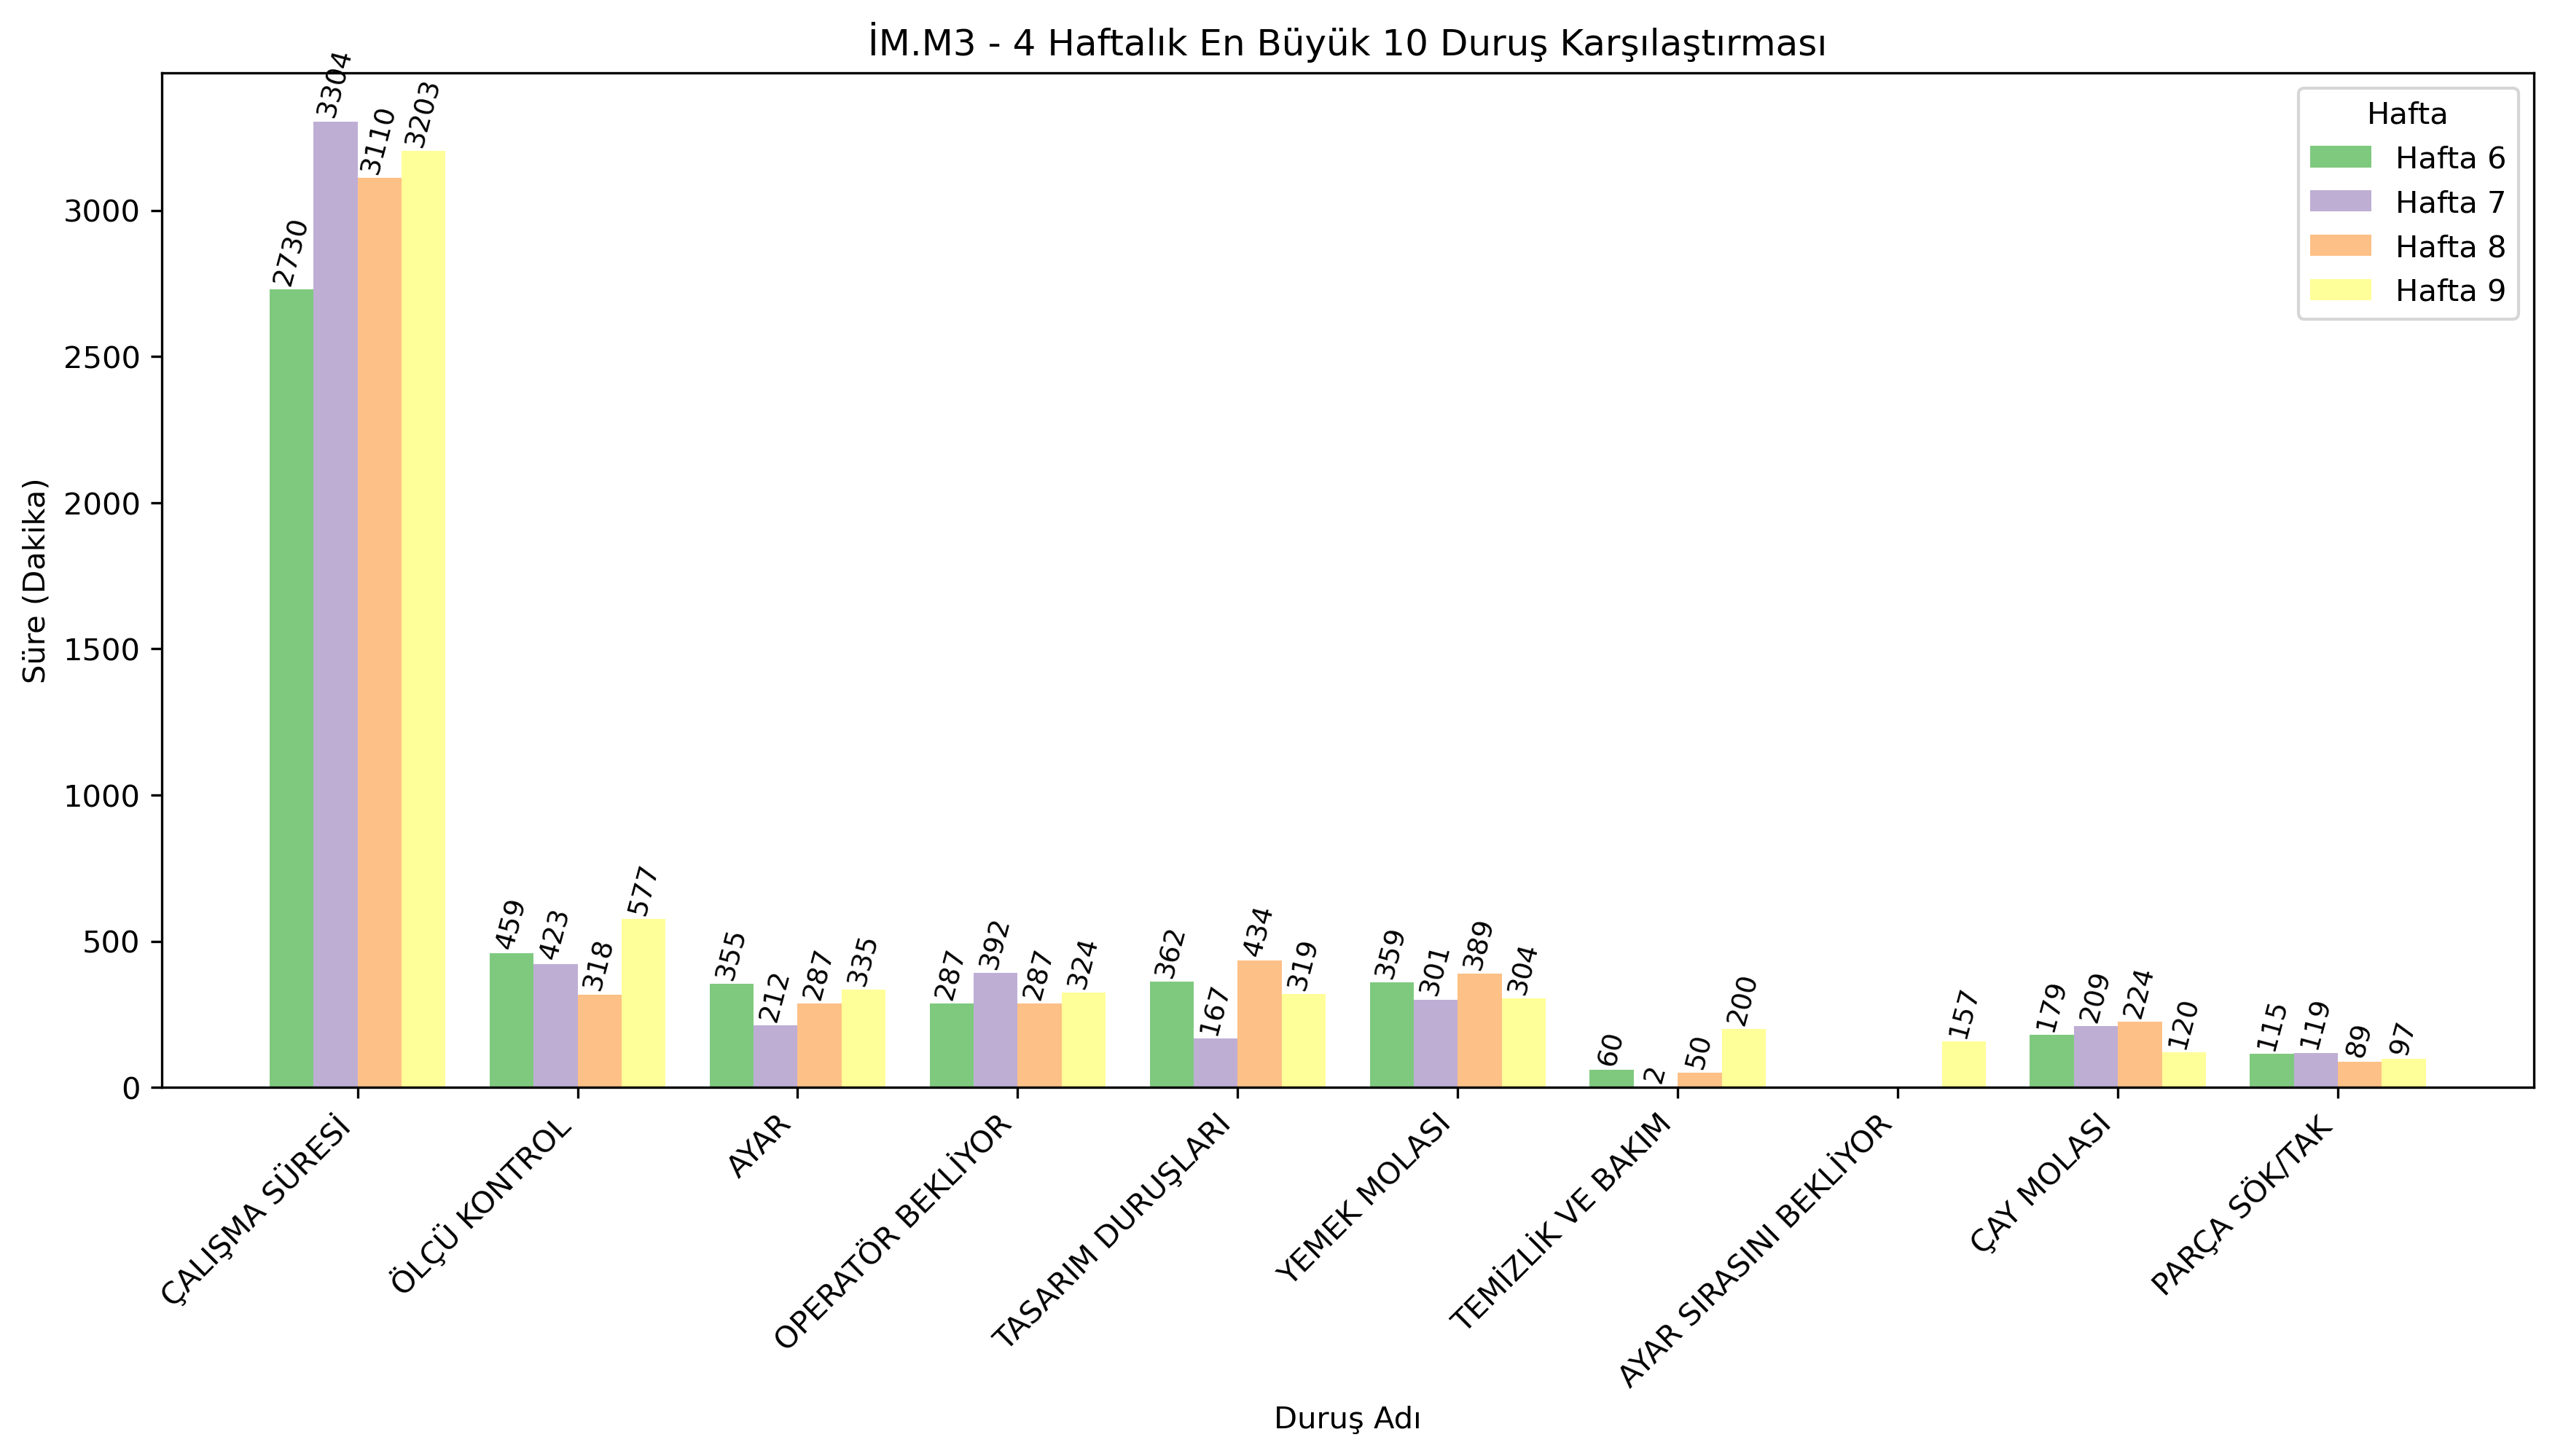 İM.M3 - 4 Haftalık En Büyük 10 Duruş Karşılaştırması
Hafta
Hafta 6
Hafta 7
Hafta 8
Hafta 9
Süre (Dakika)
3000
2500
2000
1500
1000
500
0
2730 3304 3110 3203
459 423 318 577
355 212 287 335
287 392 287 324
362 167 434 319
359 301 389 304
60 2 50 200
157
179 209 224 120
115 119 89 97
ÇALIŞMA SÜRESİ
ÖLÇÜ KONTROL
AYAR
OPERATÖR BEKLİYOR
TASARIM DURUŞLARI
YEMEK MOLASI
TEMİZLİK VE BAKIM
AYAR SIRASINI BEKLİYOR
ÇAY MOLASI
PARÇA SÖK/TAK
Duruş Adı